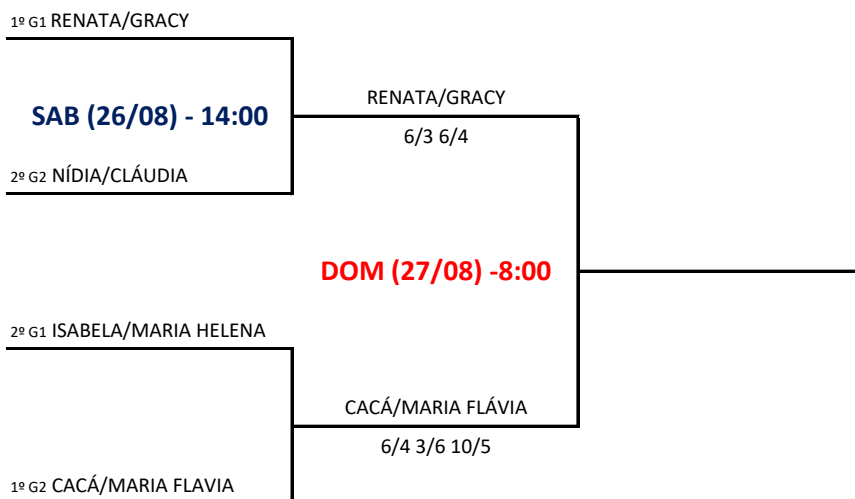 1º G1 RENATA/GRACY
SAB (26/08) - 14:00
RENATA/GRACY
6/3 6/4
2º G2 NÍDIA/CLÁUDIA
DOM (27/08) -8:00
2º G1 ISABELA/MARIA HELENA
CACÁ/MARIA FLÁVIA
6/4 3/6 10/5
1º G2 CACÁ/MARIA FLAVIA